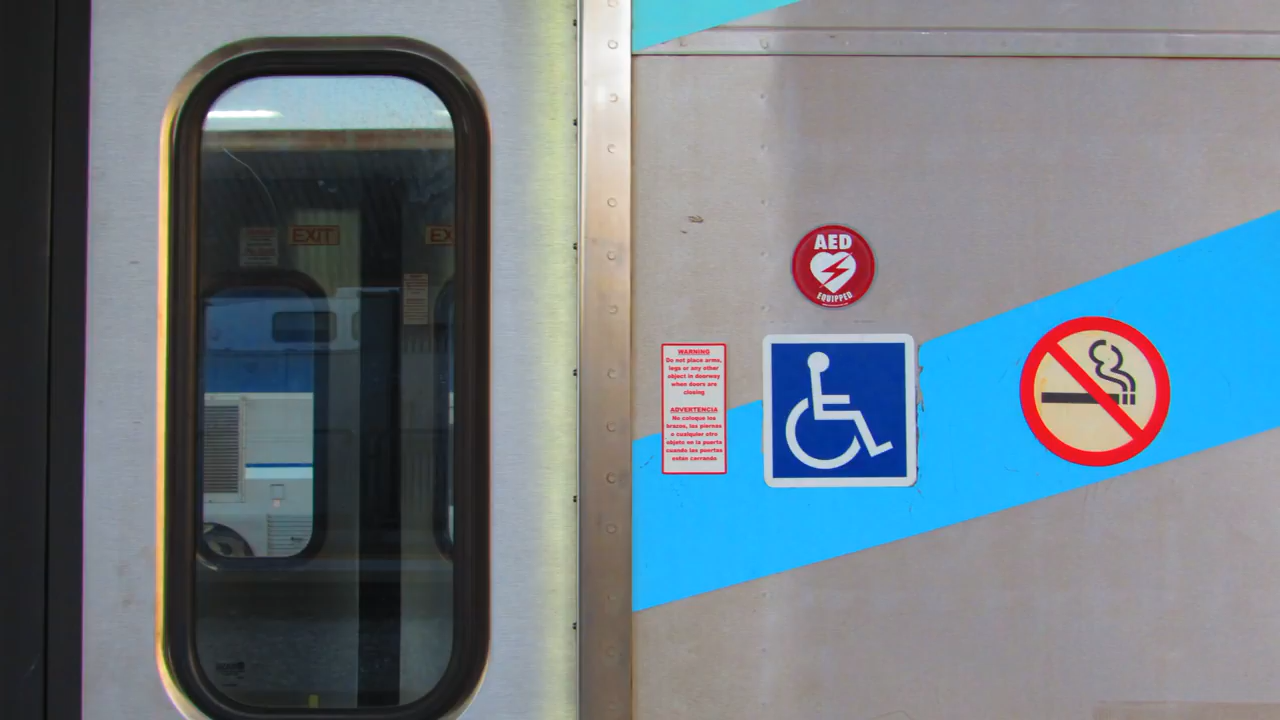 EXIT
EX
AED
EQUIPPED
WARNING
Do not place arms,
legs or any other
object in doorway
when doors are
closing
ADVERTENCIA
No coloque los
brazos, las piernas
o cualquier otro
objeto en la puerta
cuando las puertas
estan cerrando